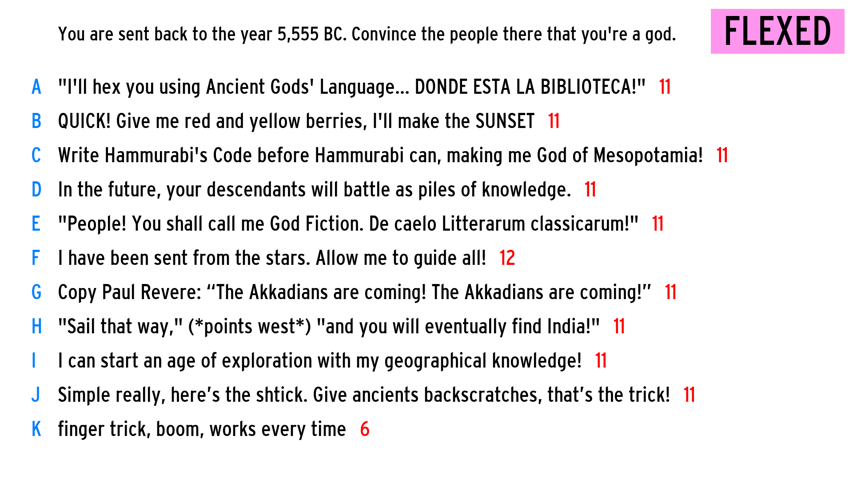 You are sent back to the year 5,555 BC. Convince the people there that you're a god.
FLEXED
A "I'll hex you using Ancient Gods' Language... DONDE ESTA LA BIBLIOTECA!" 11
B QUICK! Give me red and yellow berries, I'll make the SUNSET 11
C Write Hammurabi's Code before Hammurabi can, making me God of Mesopotamia! 11
D In the future, your descendants will battle as piles of knowledge. 11
E "People! You shall call me God Fiction. De caelo Litterarum classicarum!" 11
F I have been sent from the stars. Allow me to guide all! 12
G Copy Paul Revere: “The Akkadians are coming! The Akkadians are coming!” 11
H "Sail that way," (*points west*) "and you will eventually find India!" 11
I I can start an age of exploration with my geographical knowledge! 11
J Simple really, here’s the shtick. Give ancients backscratches, that’s the trick! 11
K finger trick, boom, works every time 6